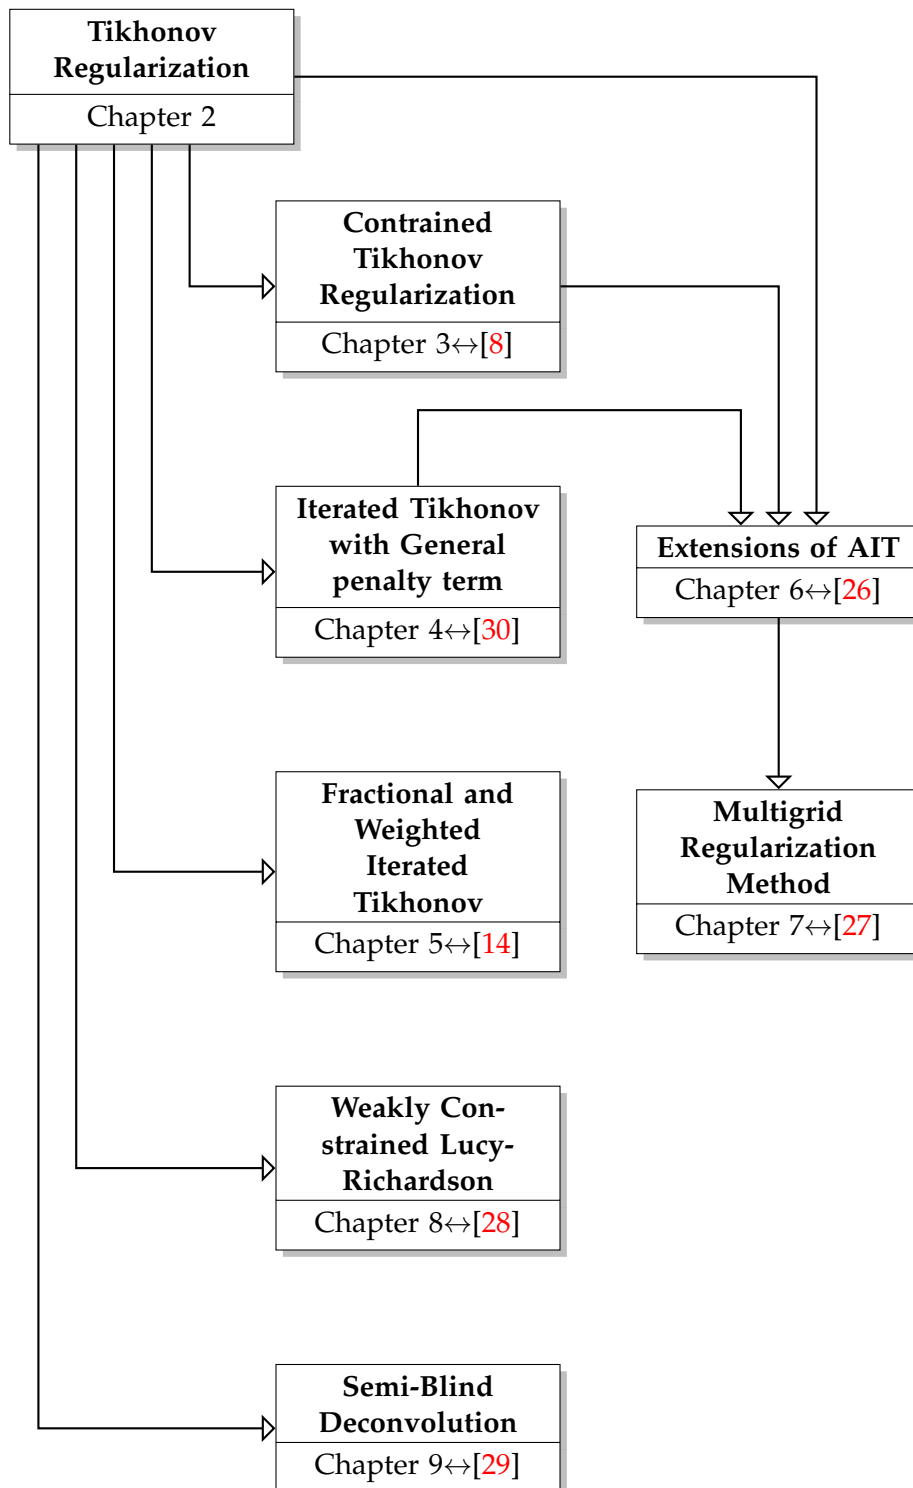 Tikhonov
Regularization
Chapter 2
Contrained
Tikhonov
Regularization
Chapter 3↔[8]
Iterated Tikhonov
with General
penalty term
Chapter 4↔[30]
Extensions of AIT
Chapter 6↔[26]
Fractional and
Weighted
Iterated
Tikhonov
Chapter 5↔[14]
Multigrid
Regularization
Method
Chapter 7↔[27]
Weakly Con-
strained Lucy-
Richardson
Chapter 8↔[28]
Semi-Blind
Deconvolution
Chapter 9↔[29]